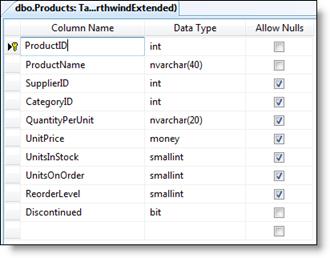 dbo.Products: Ta...rthwindExtended)
Column Name Data Type Allow Nulls
ProductID int
ProductName nvarchar(40)
SupplierID int
CategoryID int
QuantityPerUnit nvarchar(20)
UnitPrice money
UnitsInStock smallint
UnitsOnOrder smallint
ReorderLevel smallint
Discontinued bit